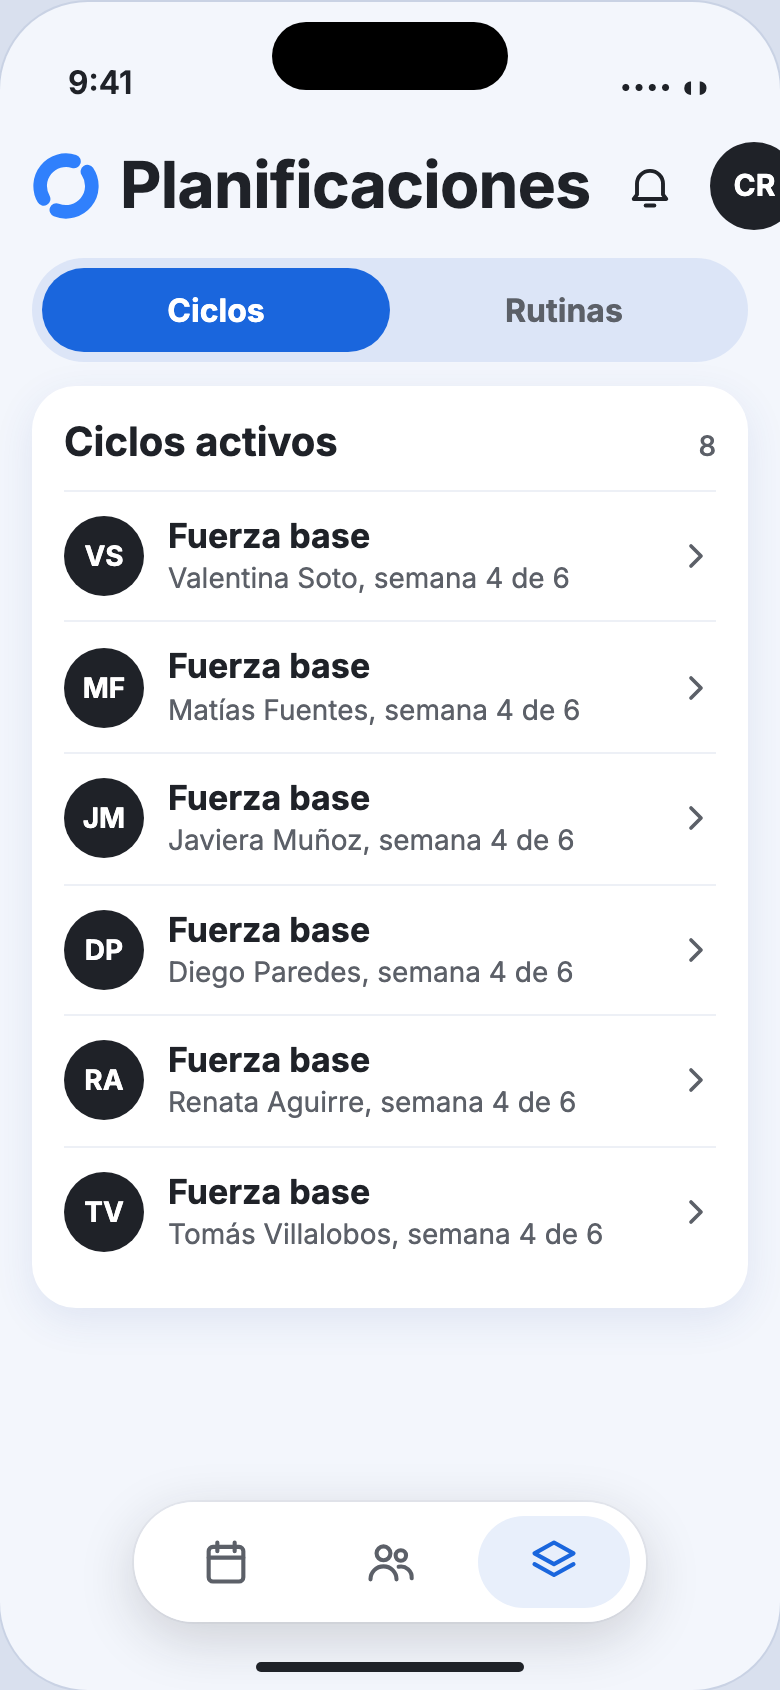 9:41
Planificaciones
CR
Ciclos
Rutinas
Ciclos activos
8
VS
Fuerza base
Valentina Soto, semana 4 de 6
MF
Fuerza base
Matías Fuentes, semana 4 de 6
JM
Fuerza base
Javiera Muñoz, semana 4 de 6
DP
Fuerza base
Diego Paredes, semana 4 de 6
RA
Fuerza base
Renata Aguirre, semana 4 de 6
TV
Fuerza base
Tomás Villalobos, semana 4 de 6